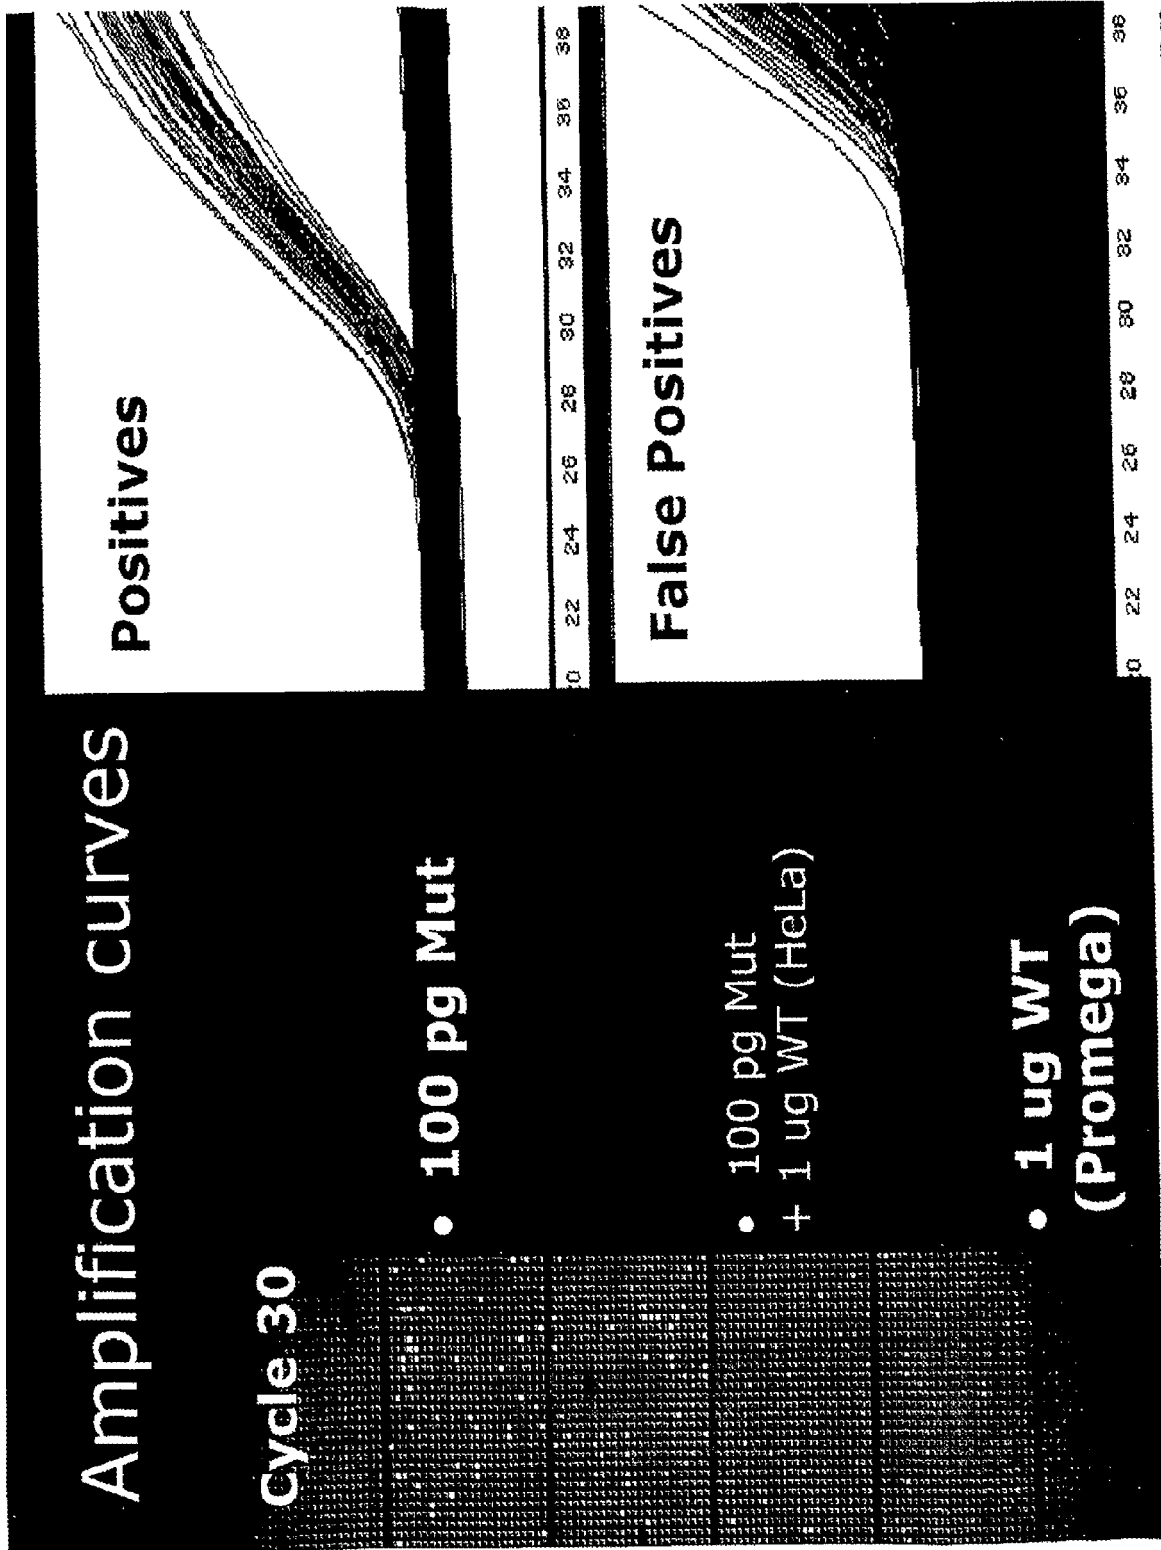 Amplification curves
Cycle 30
• 100 pg Mut
• 100 pg Mut
+ 1 ug WT (HeLa)
• 1 ug WT
(Promega)
Positives
22 24 26 28 30 32 34 36 38
False Positives
22 24 26 28 30 32 34 36 38